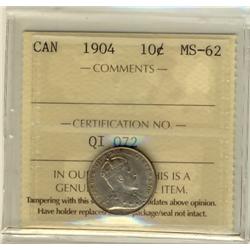 CAN 1904 10¢ MS-62
— COMMENTS —
— CERTIFICATION NO. —
QI 072
IN OU THIS IS A
GENU ITEM.
Tampering with this s dates above opinion.
Have holder replaced package/seal not intact.